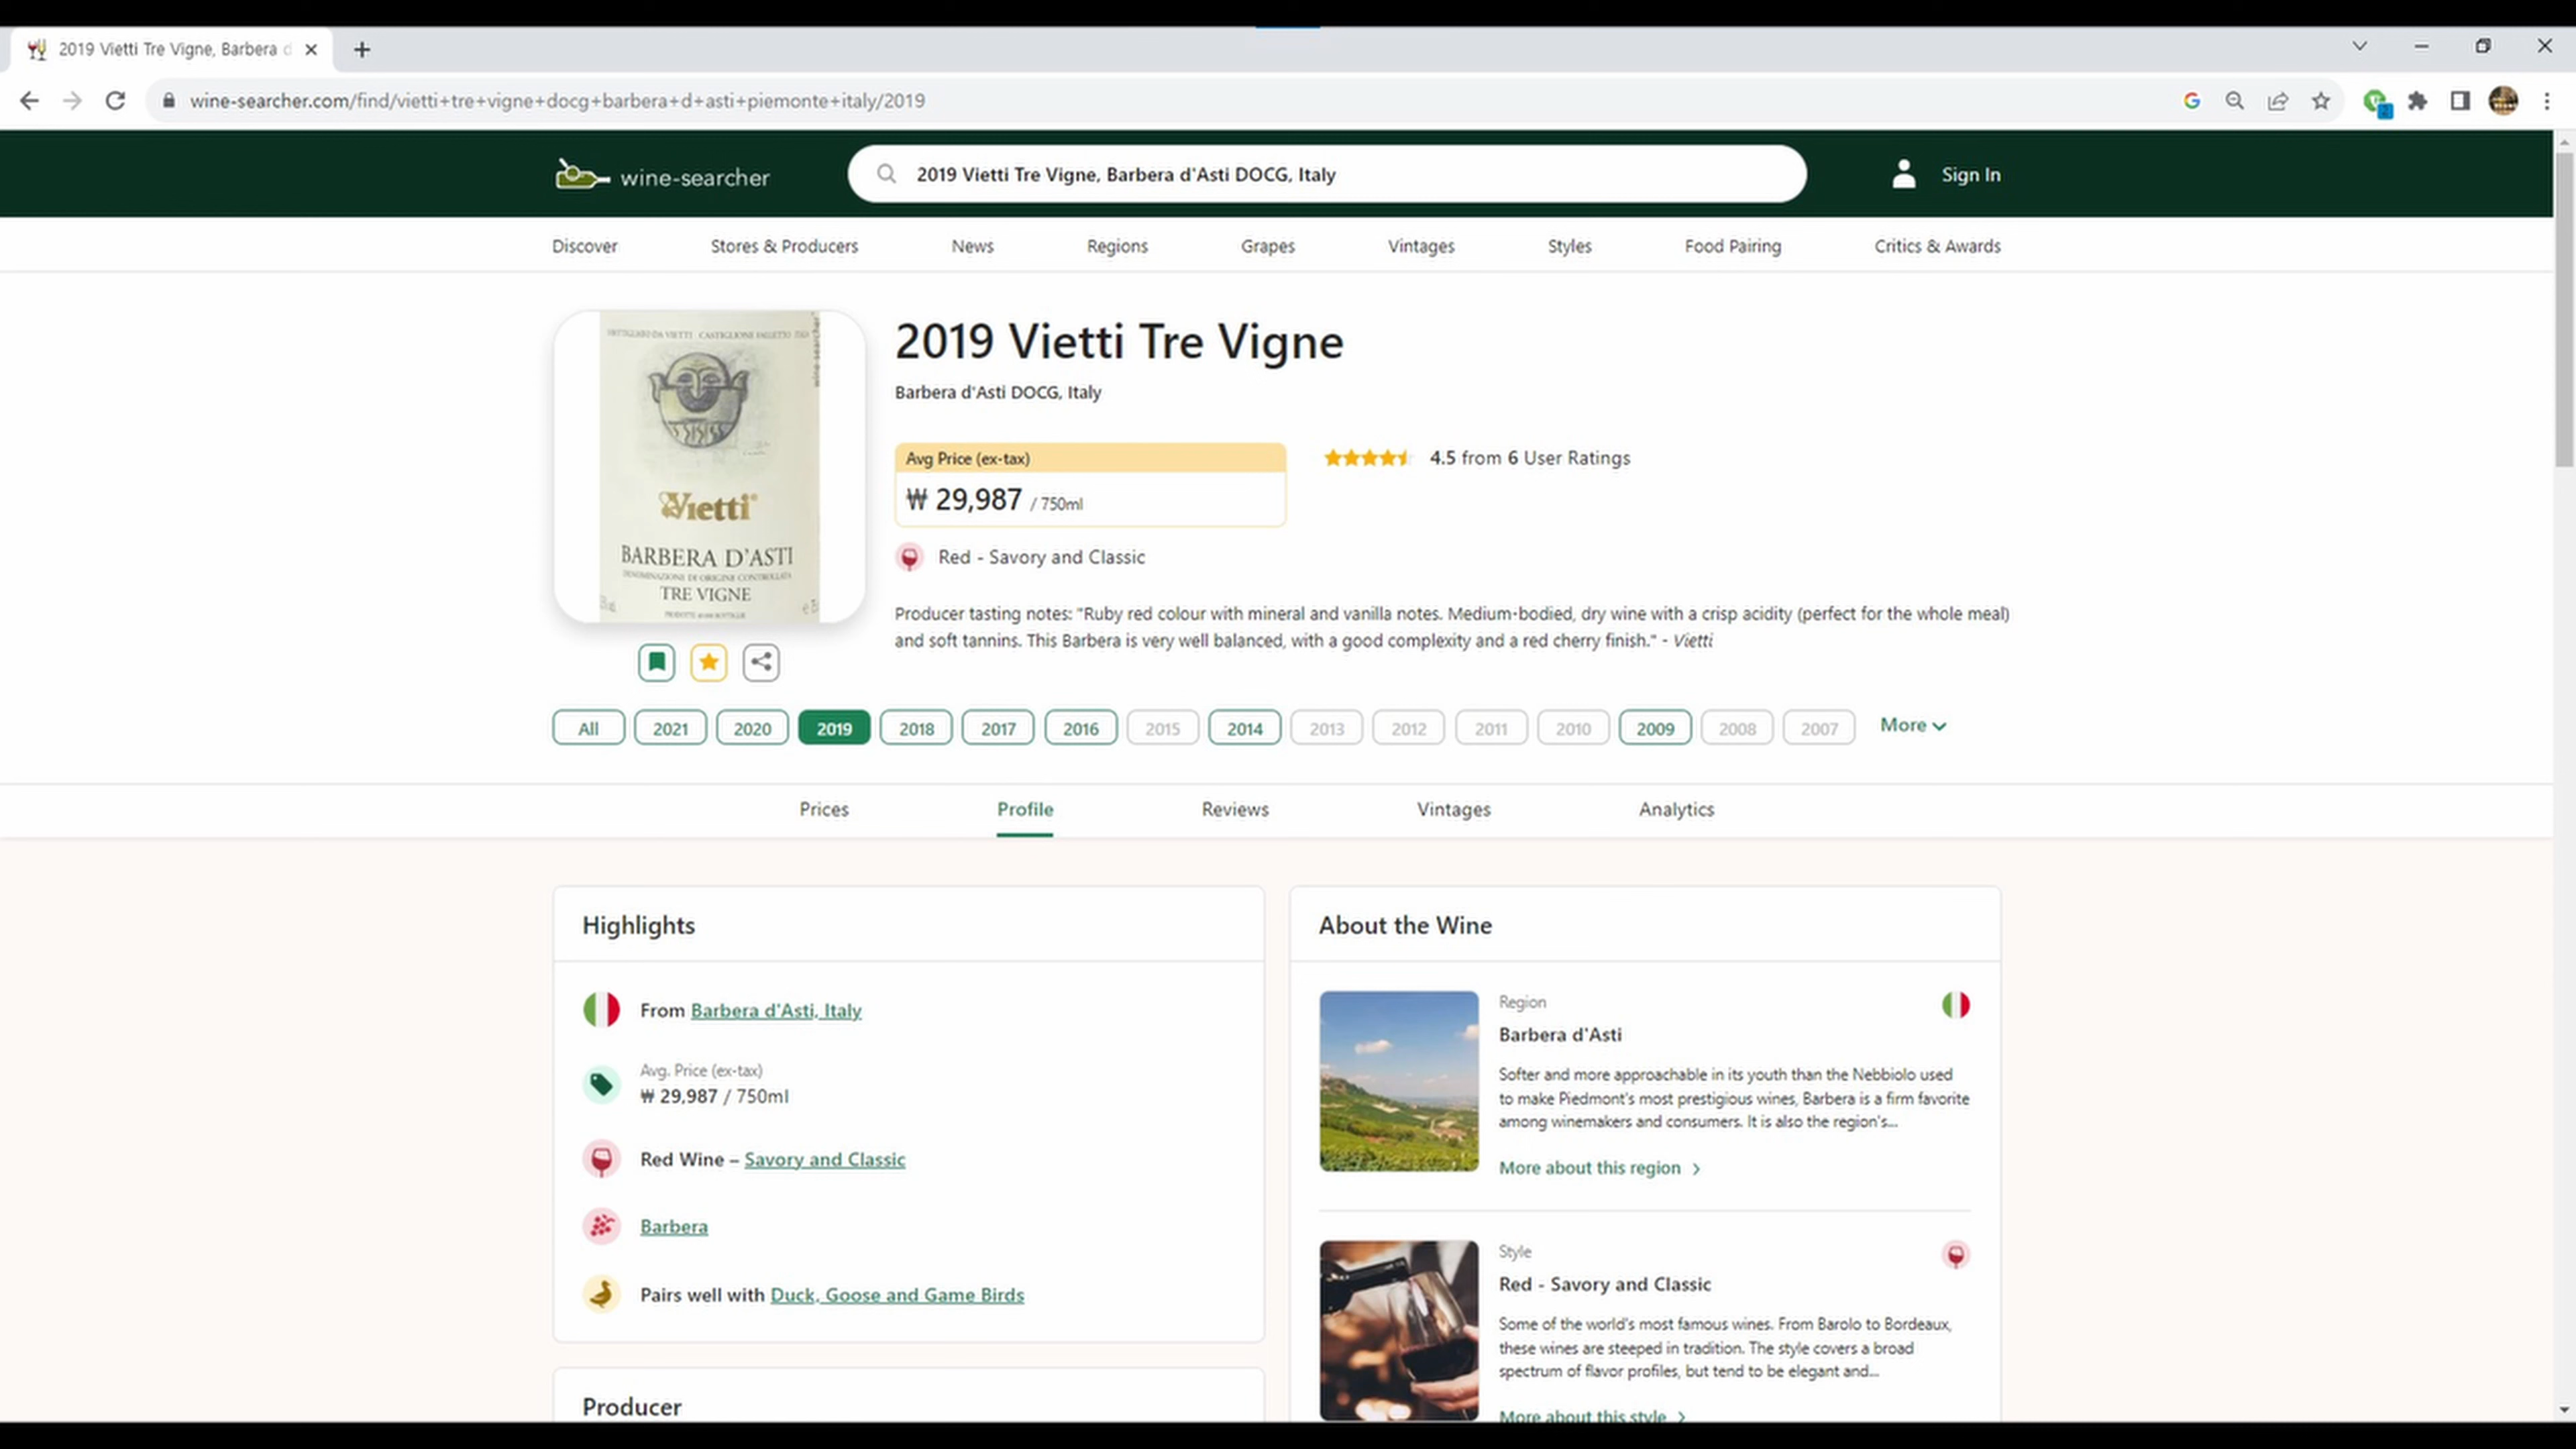 2019 Vietti Tre Vigne, Barbera d
wine-searcher.com/find/vietti+tre+vigne+docg+barbera+d+asti+piemonte+italy/2019
wine-searcher
2019 Vietti Tre Vigne, Barbera d'Asti DOCG, Italy
Sign In
Discover
Stores & Producers
News
Regions
Grapes
Vintages
Styles
Food Pairing
Critics & Awards
CASTIGLIONE FALLETTO
wine-searcher
Vietti
BARBERA D'ASTI
DENOMINAZIONE DI ORIGINE CONTROLLATA
TRE VIGNE
2019 Vietti Tre Vigne
Barbera d'Asti DOCG, Italy
Avg Price (ex-tax)
₩ 29,987 / 750ml
4.5 from 6 User Ratings
Red - Savory and Classic
Producer tasting notes: "Ruby red colour with mineral and vanilla notes. Medium-bodied, dry wine with a crisp acidity (perfect for the whole meal)
and soft tannins. This Barbera is very well balanced, with a good complexity and a red cherry finish." - Vietti
All
2021
2020
2019
2018
2017
2016
2015
2014
2013
2012
2011
2010
2009
2008
2007
More
Prices
Profile
Reviews
Vintages
Analytics
Highlights
From Barbera d'Asti, Italy
Avg. Price (ex-tax)
₩ 29,987 / 750ml
Red Wine – Savory and Classic
Barbera
Pairs well with Duck, Goose and Game Birds
Producer
About the Wine
Region
Barbera d'Asti
Softer and more approachable in its youth than the Nebbiolo used
to make Piedmont's most prestigious wines, Barbera is a firm favorite
among winemakers and consumers. It is also the region's...
More about this region
Style
Red - Savory and Classic
Some of the world's most famous wines. From Barolo to Bordeaux,
these wines are steeped in tradition. The style covers a broad
spectrum of flavor profiles, but tend to be elegant and...
More about this style